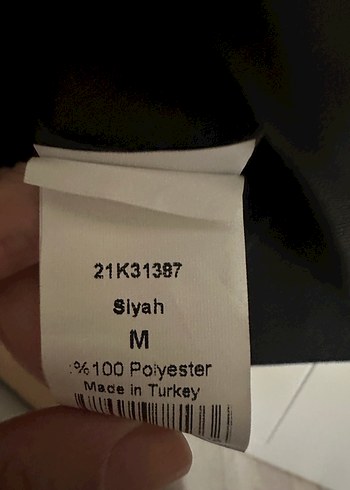 21K31387
Siyah
M
%100 Polyester
Made in Turkey